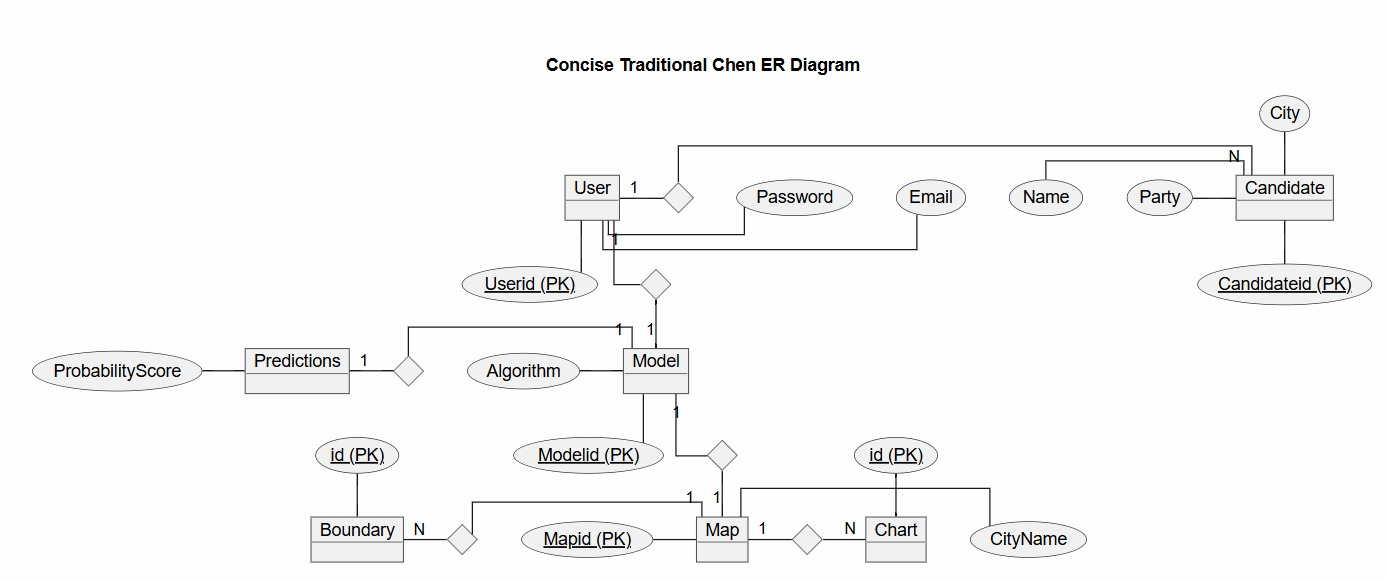 Concise Traditional Chen ER Diagram
City
N
User
1
Password
Email
Name
Party
Candidate
1
Userid (PK)
Candidateid (PK)
1
1
Predictions
1
Model
ProbabilityScore
Algorithm
1
id (PK)
Modelid (PK)
id (PK)
1
1
Boundary
N
Mapid (PK)
Map
1
N
Chart
CityName